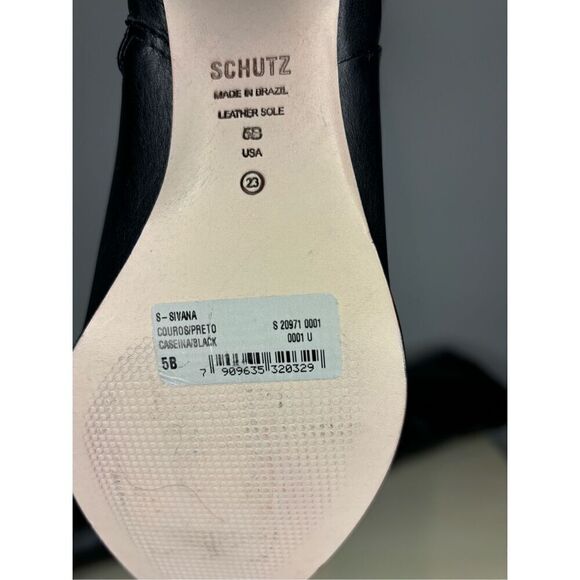 SCHUTZ
MADE IN BRAZIL
LEATHER SOLE
5B
USA
23
S-SIVANA
COUROS/PRETO S 20971 0001
CASEINA/BLACK 0001 U
5B
7 909635 320329